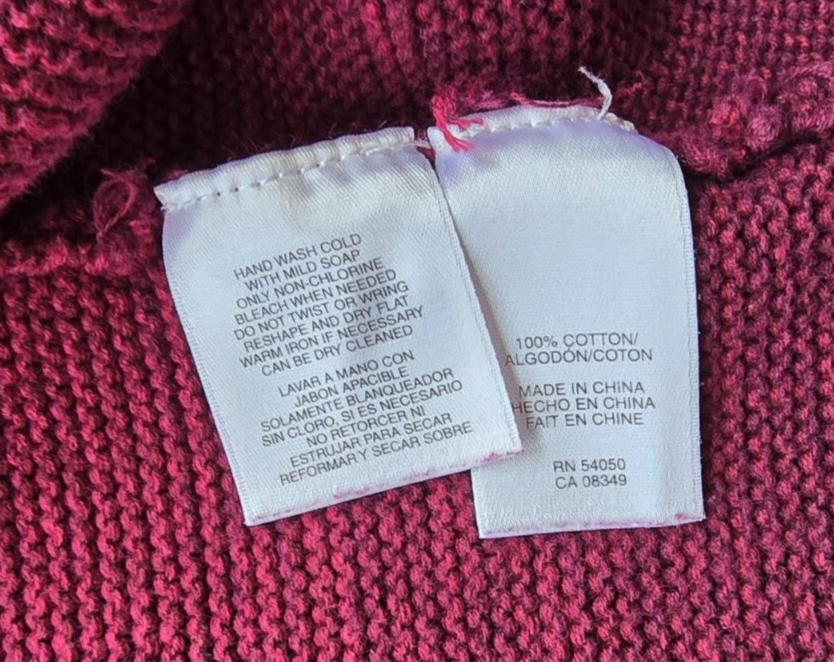 HAND WASH COLD
WITH MILD SOAP
ONLY NON-CHLORINE
BLEACH WHEN NEEDED
DO NOT TWIST OR WRING
RESHAPE AND DRY FLAT
WARM IRON IF NECESSARY
CAN BE DRY CLEANED
LAVAR A MANO CON
JABON APACIBLE
SOLAMENTE BLANQUEADOR
SIN CLORO, SI ES NECESARIO
NO RETORCER NI
ESTRUJAR PARA SECAR
REFORMAR Y SECAR SOBRE
100% COTTON/
ALGODÓN/COTON
MADE IN CHINA
HECHO EN CHINA
FAIT EN CHINE
RN 54050
CA 08349